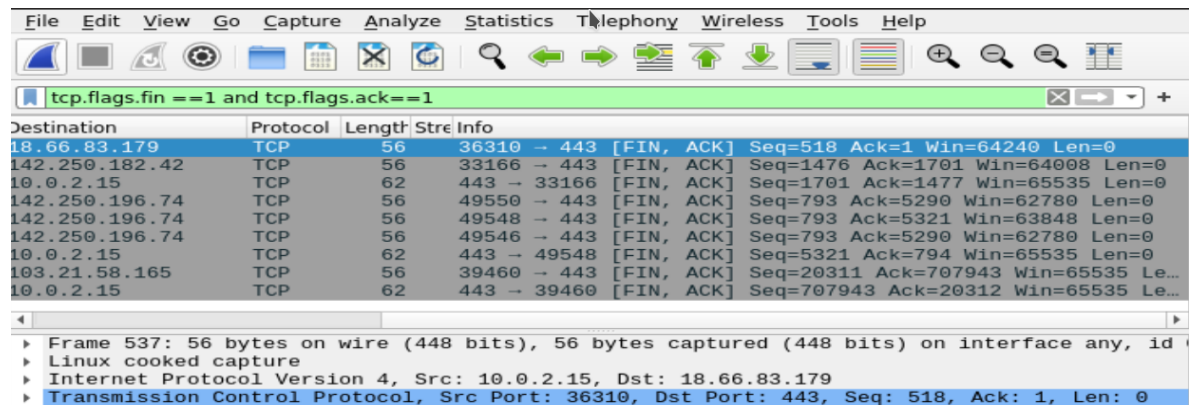 File Edit View Go Capture Analyze Statistics Telephony Wireless Tools Help
tcp.flags.fin ==1 and tcp.flags.ack==1
Destination Protocol Length Stre Info
18.66.83.179 TCP 56 36310 → 443 [FIN, ACK] Seq=518 Ack=1 Win=64240 Len=0
142.250.182.42 TCP 56 33166 → 443 [FIN, ACK] Seq=1476 Ack=1701 Win=64008 Len=0
10.0.2.15 TCP 62 443 → 33166 [FIN, ACK] Seq=1701 Ack=1477 Win=65535 Len=0
142.250.196.74 TCP 56 49550 → 443 [FIN, ACK] Seq=793 Ack=5290 Win=62780 Len=0
142.250.196.74 TCP 56 49548 → 443 [FIN, ACK] Seq=793 Ack=5321 Win=63848 Len=0
142.250.196.74 TCP 56 49546 → 443 [FIN, ACK] Seq=793 Ack=5290 Win=62780 Len=0
10.0.2.15 TCP 62 443 → 49548 [FIN, ACK] Seq=5321 Ack=794 Win=65535 Len=0
103.21.58.165 TCP 56 39460 → 443 [FIN, ACK] Seq=20311 Ack=707943 Win=65535 Le…
10.0.2.15 TCP 62 443 → 39460 [FIN, ACK] Seq=707943 Ack=20312 Win=65535 Le…
Frame 537: 56 bytes on wire (448 bits), 56 bytes captured (448 bits) on interface any, id
Linux cooked capture
Internet Protocol Version 4, Src: 10.0.2.15, Dst: 18.66.83.179
Transmission Control Protocol, Src Port: 36310, Dst Port: 443, Seq: 518, Ack: 1, Len: 0